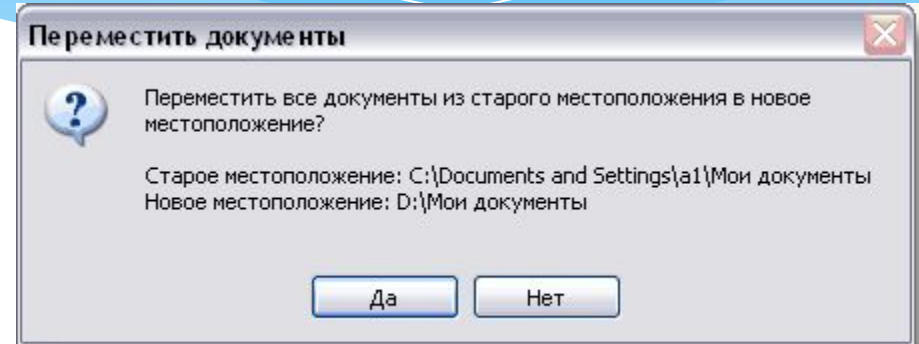 Переместить документы
Переместить все документы из старого местоположения в новое
местоположение?
Старое местоположение: C:\Documents and Settings\a1\Мои документы
Новое местоположение: D:\Мои документы
Да
Нет